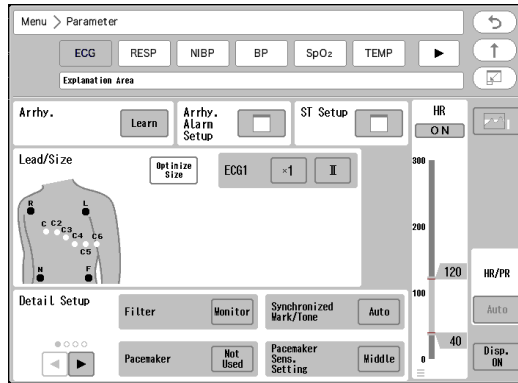 Menu > Parameter
ECG RESP NIBP BP SpO2 TEMP
Explanation Area
Arrhy.
Learn
Arrhy.
Alarm
Setup
ST Setup
HR
ON
Lead/Size
Optimize
Size
ECG1 ×1 II
R L
C C2 C3 C4 C6
C5
N F
300
200
120
100
40
0
HR/PR
Auto
Disp.
ON
Detail Setup
Filter Monitor
Synchronized
Mark/Tone
Auto
Pacemaker
Not
Used
Pacemaker
Sens.
Setting
Middle